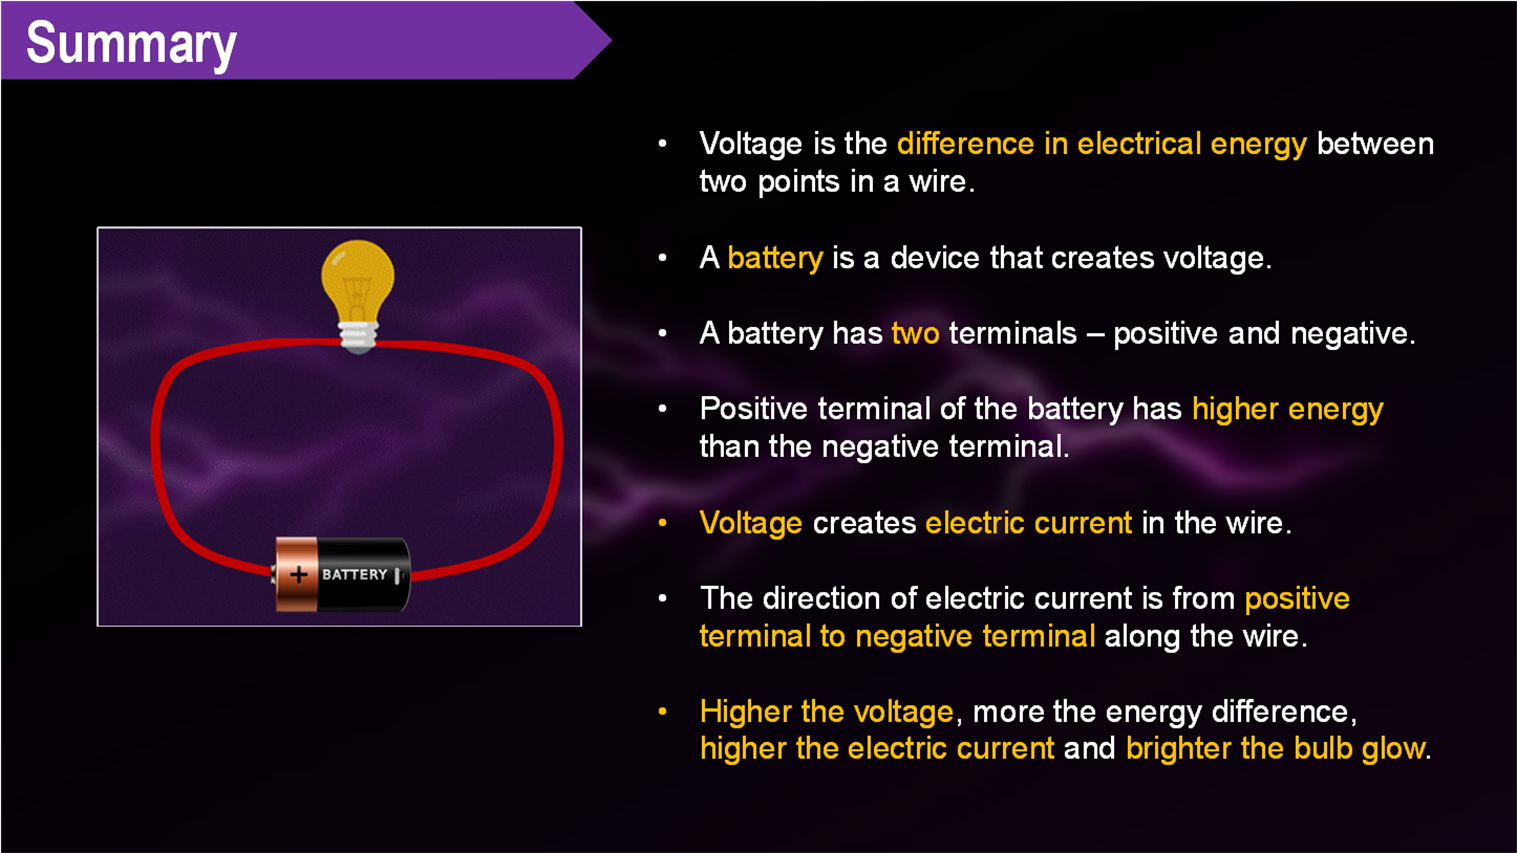 Summary
• Voltage is the difference in electrical energy between
two points in a wire.
• A battery is a device that creates voltage.
• A battery has two terminals – positive and negative.
• Positive terminal of the battery has higher energy
than the negative terminal.
• Voltage creates electric current in the wire.
• The direction of electric current is from positive
terminal to negative terminal along the wire.
• Higher the voltage, more the energy difference,
higher the electric current and brighter the bulb glow.
+ BATTERY -